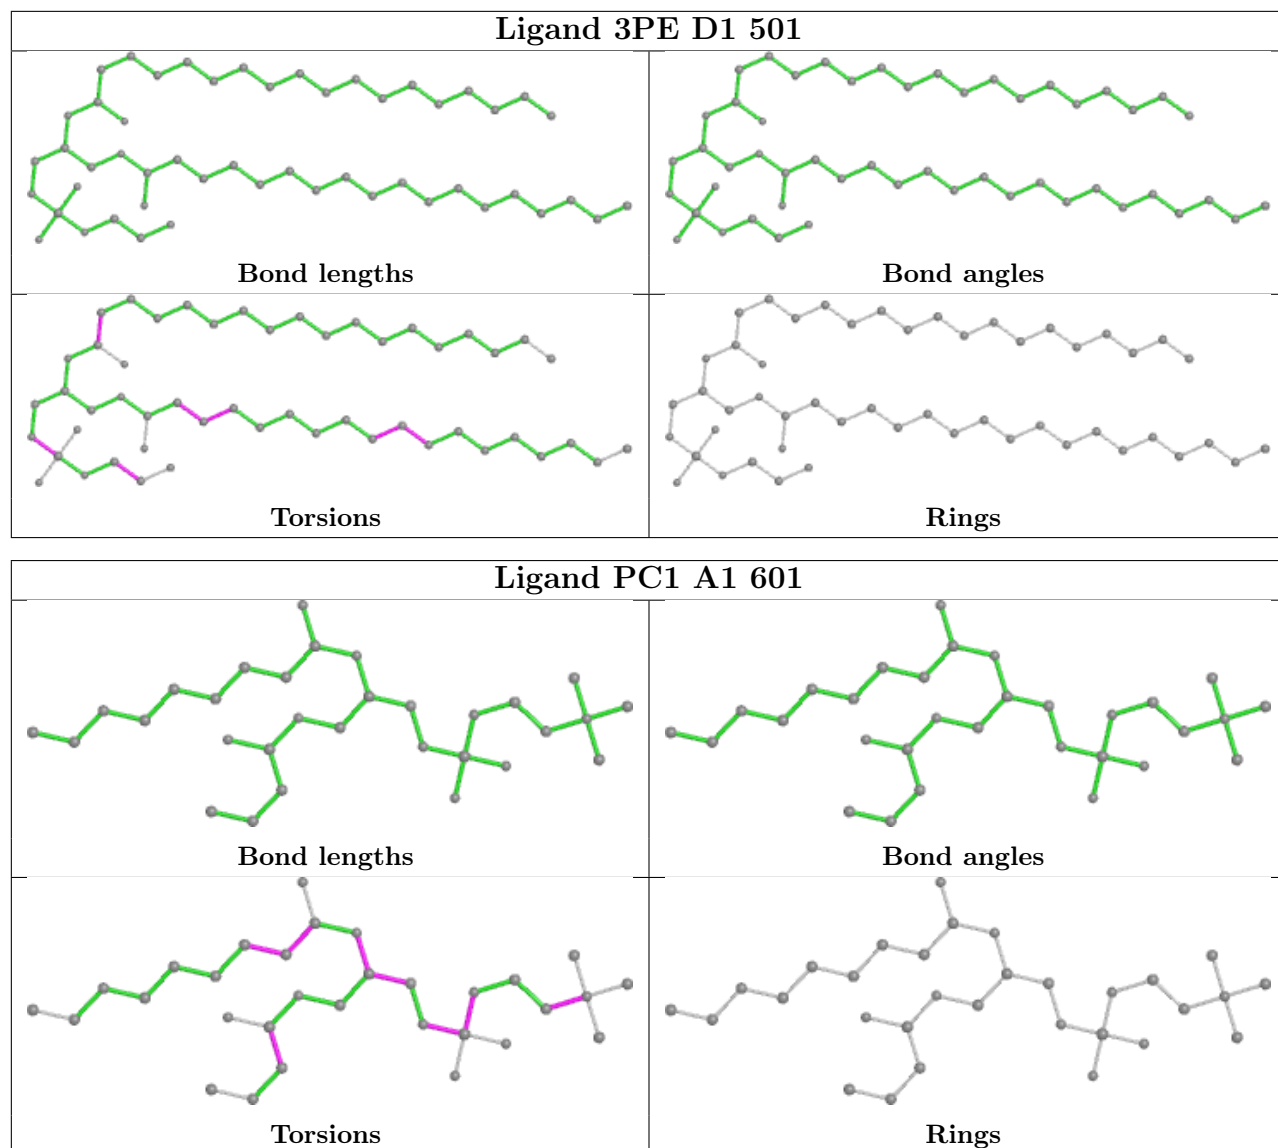 Ligand 3PE D1 501
Bond lengths
Bond angles
Torsions
Rings
Ligand PC1 A1 601
Bond lengths
Bond angles
Torsions
Rings